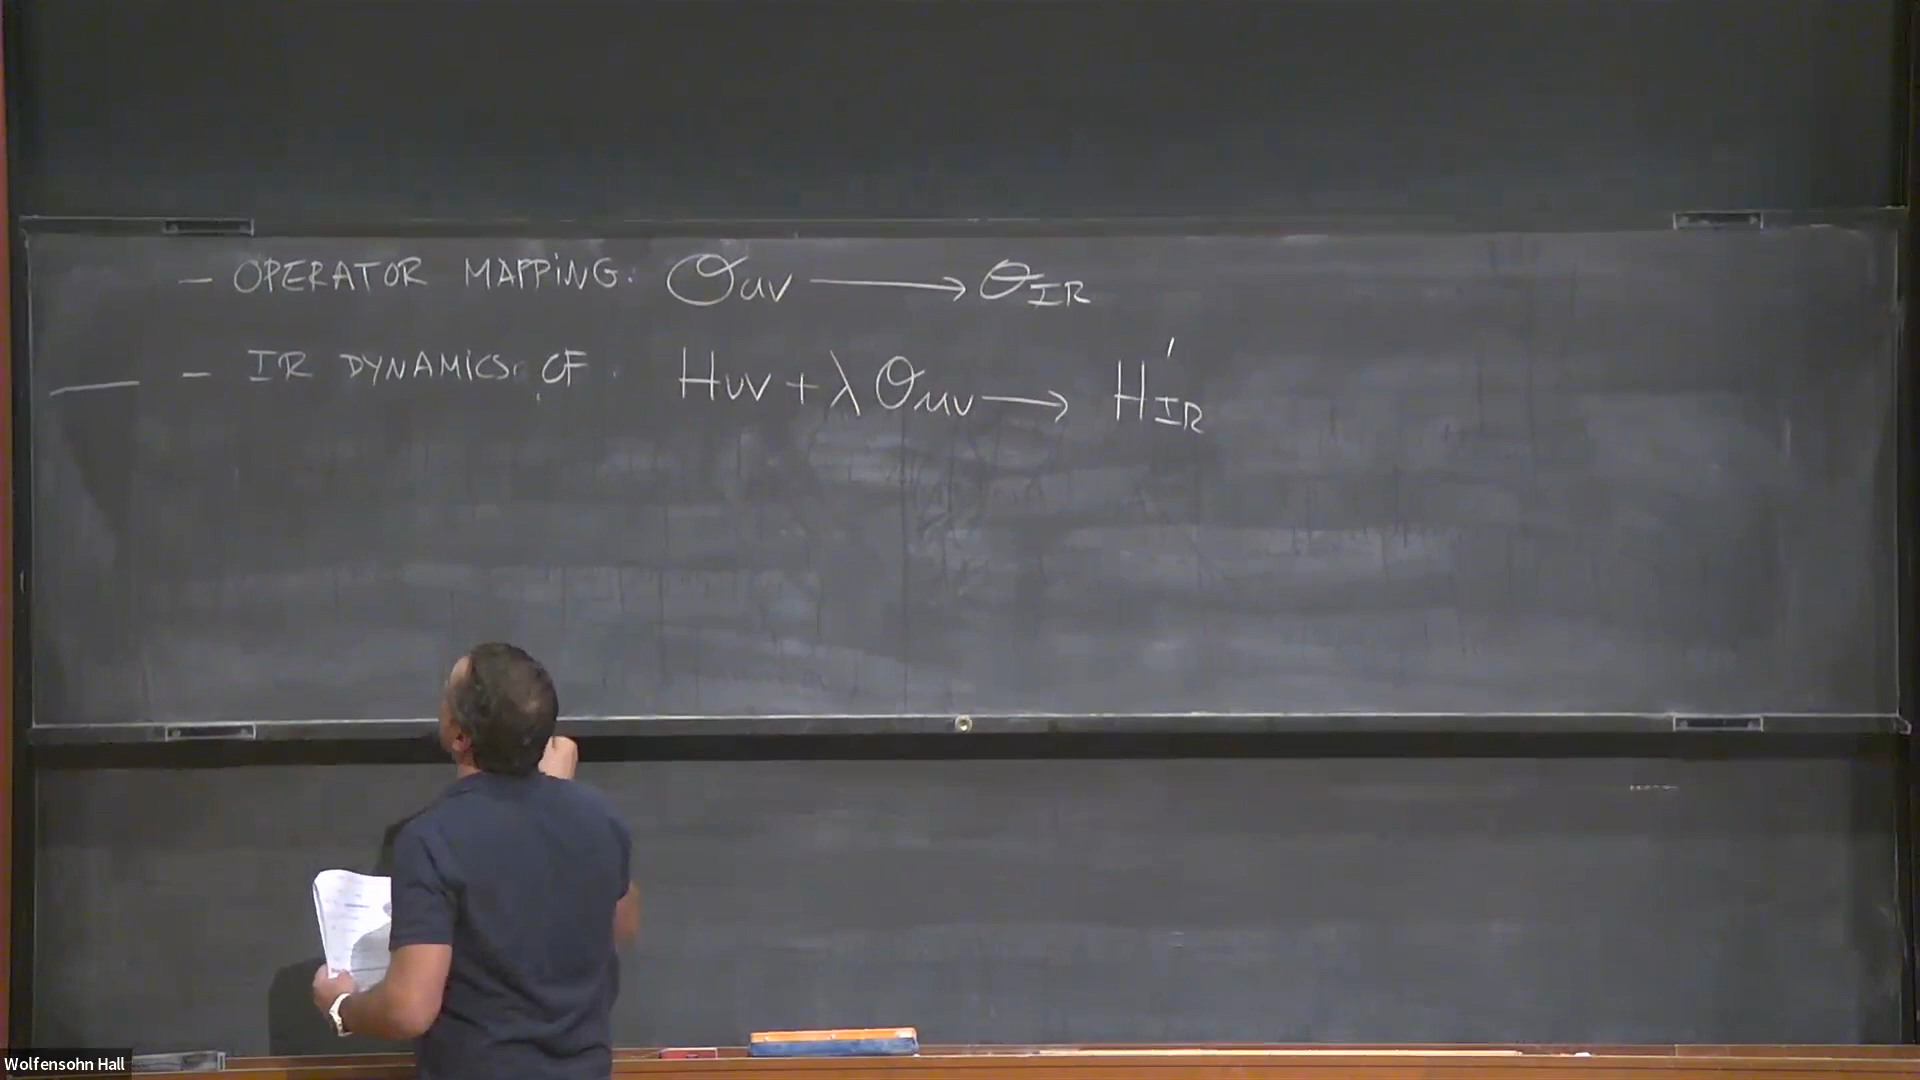 – OPERATOR MAPPING: O_UV ⟶ O_IR
– IR DYNAMICS OF H_UV + λ O_UV ⟶ H'_IR
Wolfensohn Hall